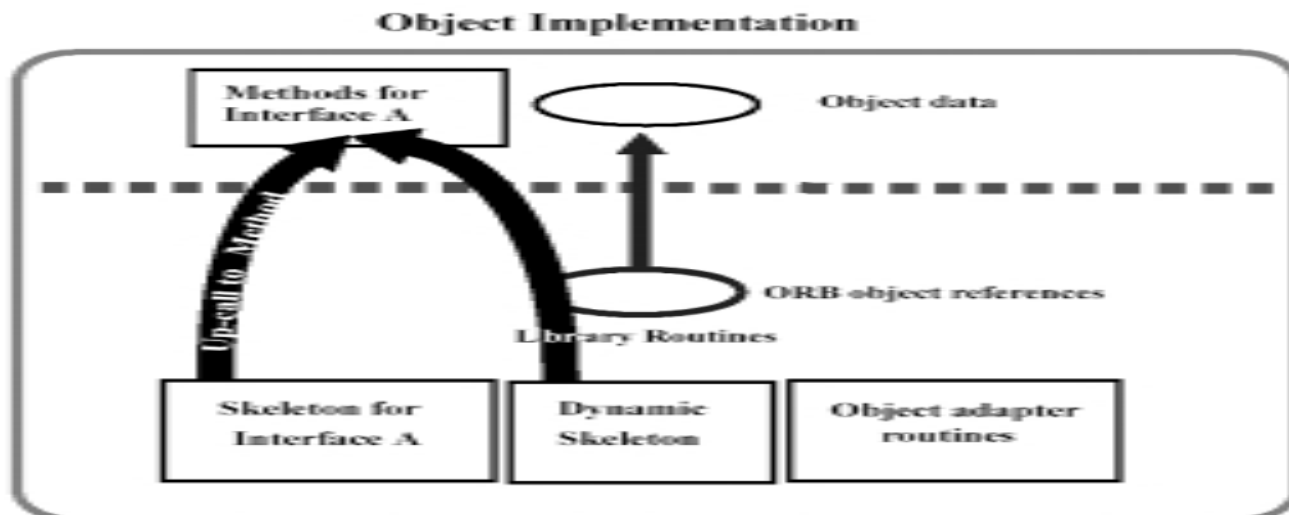 Object Implementation
Methods for
Interface A
Object data
Up-call to Method
ORB object references
Library Routines
Skeleton for
Interface A
Dynamic
Skeleton
Object adapter
routines